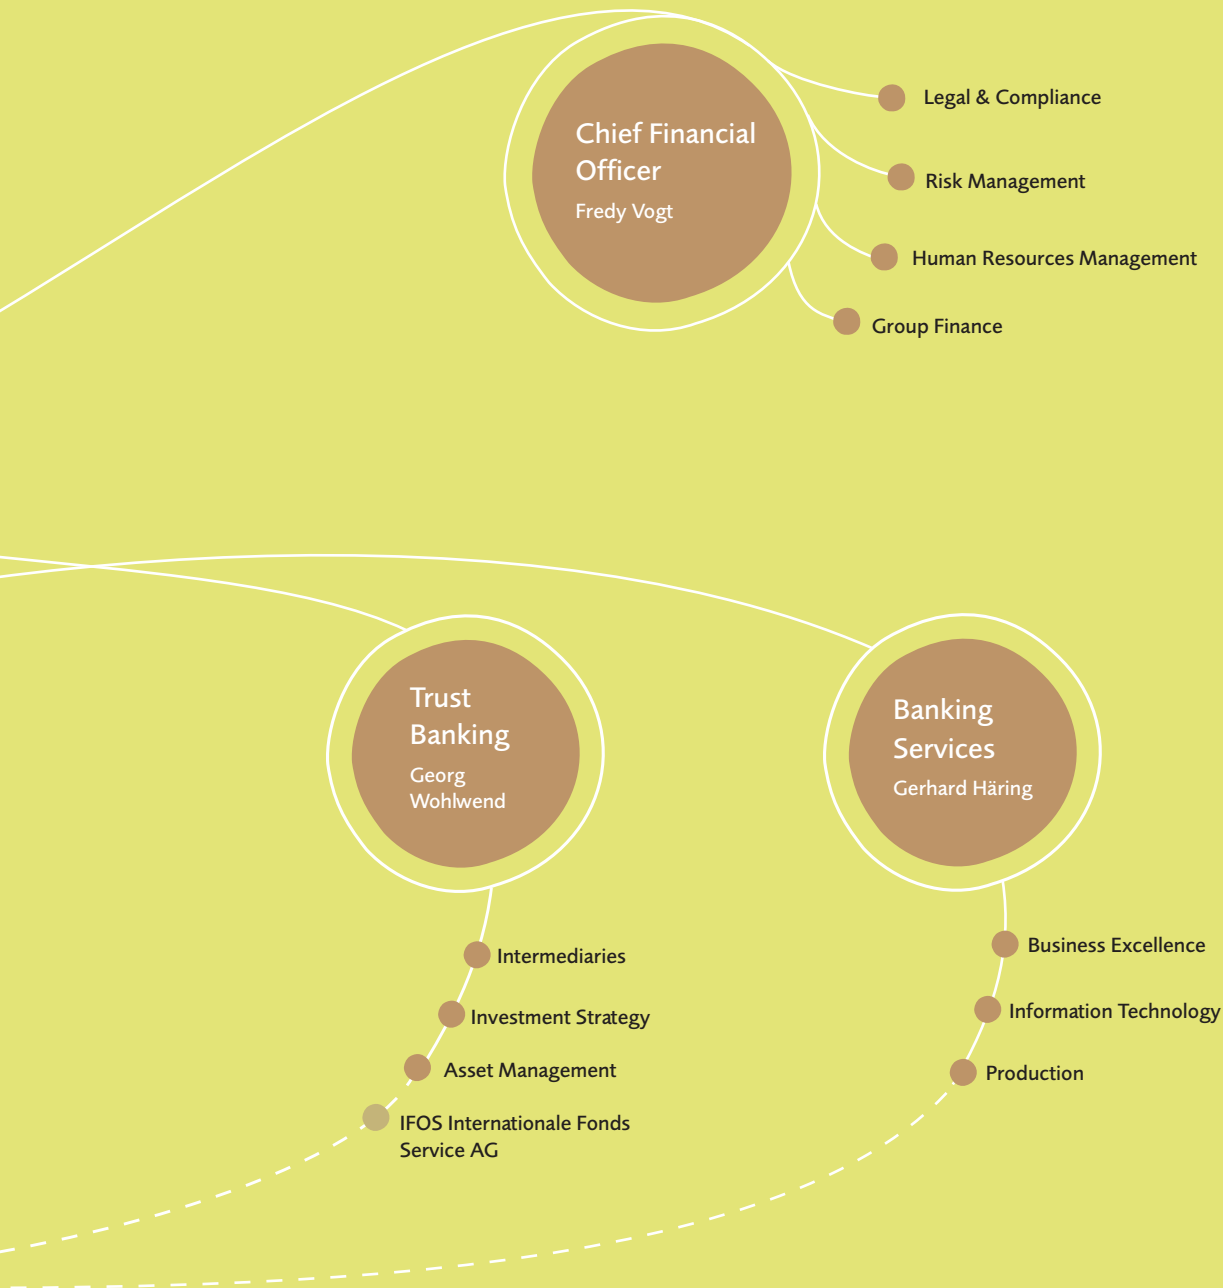 Chief Financial
Officer
Fredy Vogt
Legal & Compliance
Risk Management
Human Resources Management
Group Finance
Trust
Banking
Georg
Wohlwend
Intermediaries
Investment Strategy
Asset Management
IFOS Internationale Fonds
Service AG
Banking
Services
Gerhard Häring
Business Excellence
Information Technology
Production